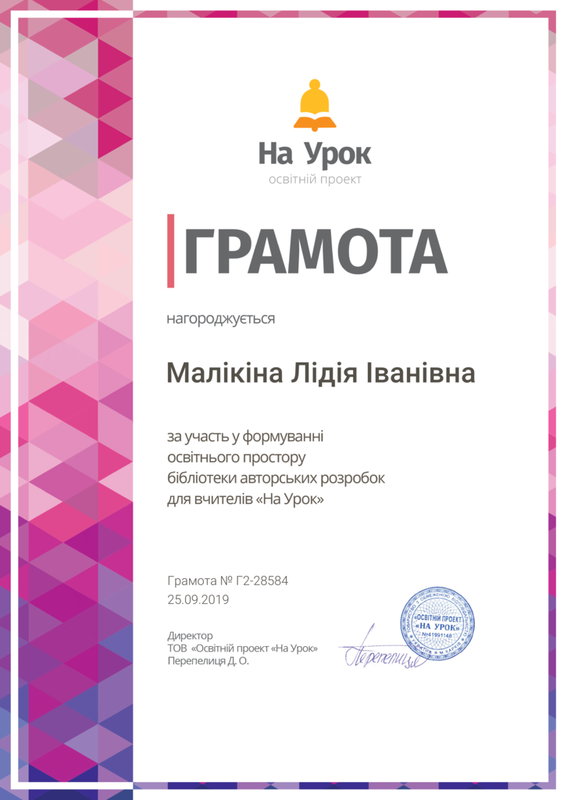 На Урок
освітній проект
ГРАМОТА
нагороджується
Малікіна Лідія Іванівна
за участь у формуванні
освітнього простору
бібліотеки авторських розробок
для вчителів «На Урок»
Грамота № Г2-28584
25.09.2019
Директор
ТОВ «Освітній проект «На Урок»
Перепелиця Д. О.
Перепелиця
«ОСВІТНІЙ ПРОЕКТ
«НА УРОК»
№41991148